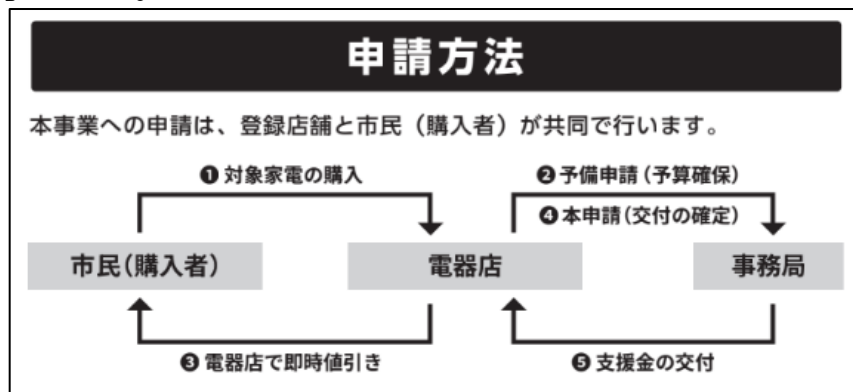 申請方法
本事業への申請は、登録店舗と市民（購入者）が共同で行います。
❶対象家電の購入
❷予備申請（予算確保）
❹本申請（交付の確定）
市民（購入者）
電器店
事務局
❸電器店で即時値引き
❺支援金の交付